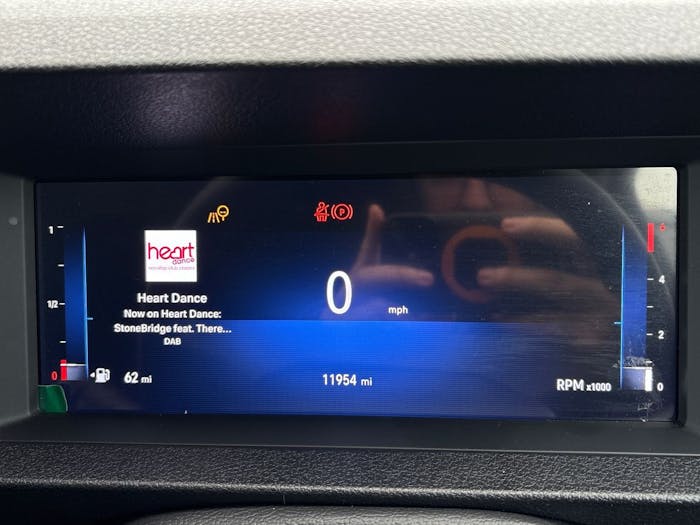 heart
dance
Heart Dance
Now on Heart Dance:
StoneBridge feat. There...
DAB
1
1/2
0
62 mi
P
0
mph
11954 mi
6
4
2
0
RPM x1000